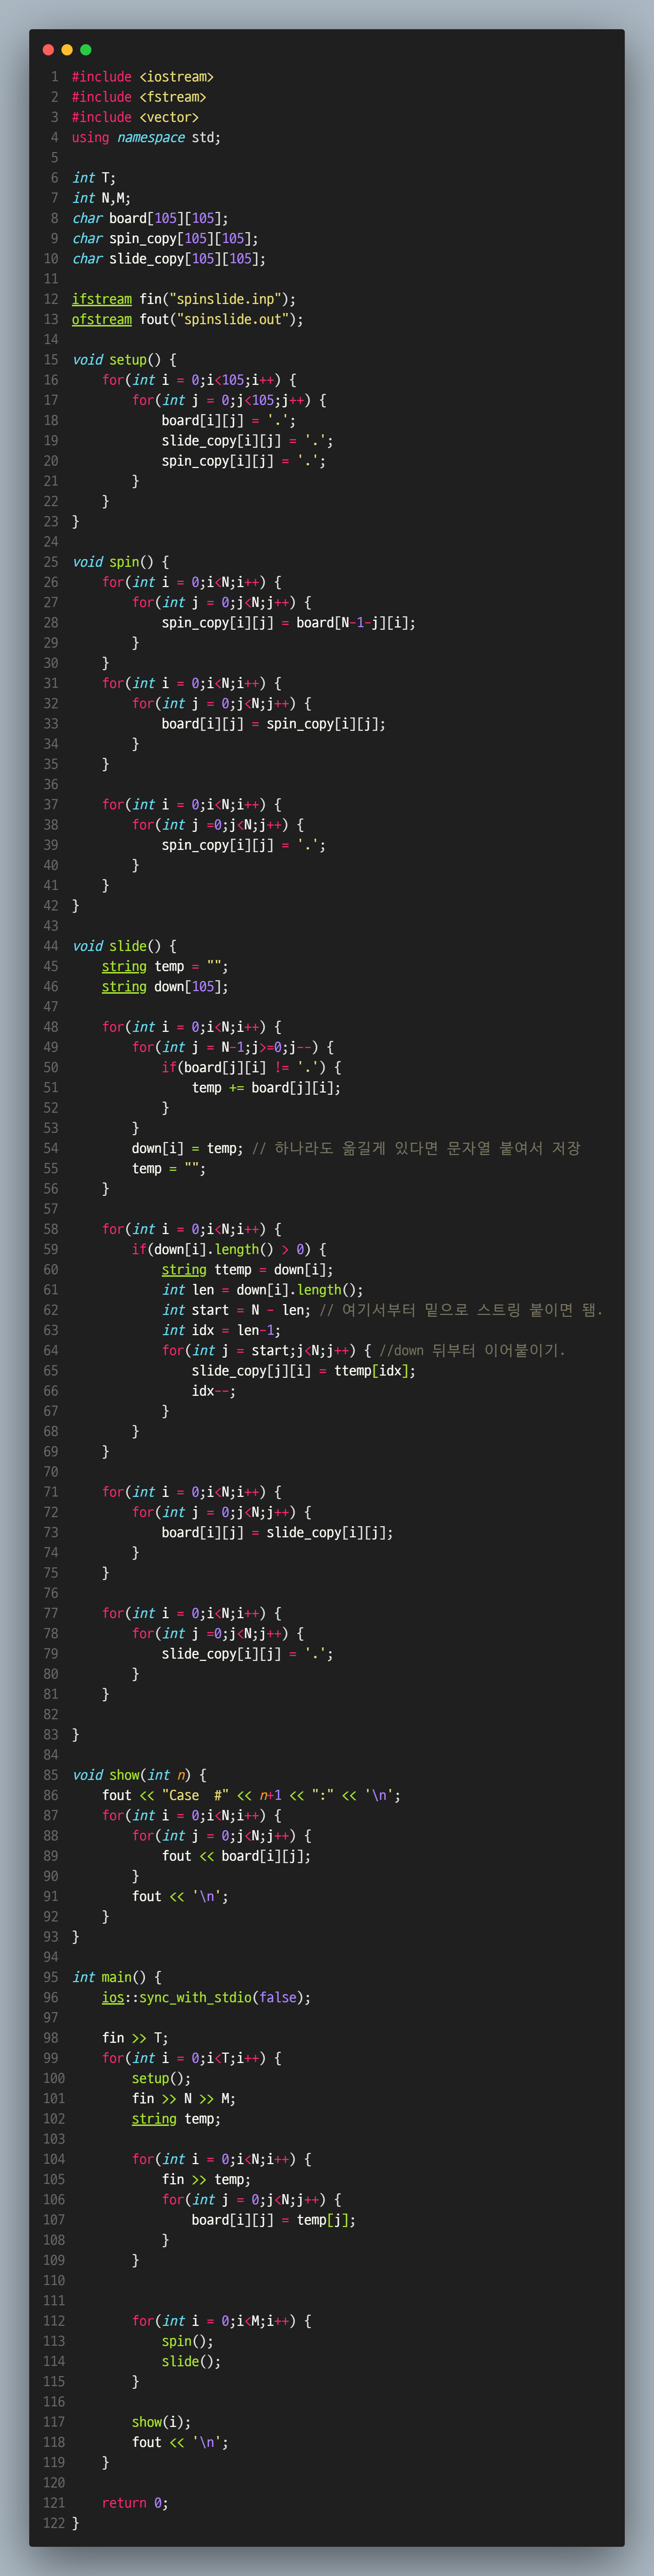 1 #include <iostream>
2 #include <fstream>
3 #include <vector>
4 using namespace std;
5
6 int T;
7 int N,M;
8 char board[105][105];
9 char spin_copy[105][105];
10 char slide_copy[105][105];
11
12 ifstream fin("spinslide.inp");
13 ofstream fout("spinslide.out");
14
15 void setup() {
16     for(int i = 0;i<105;i++) {
17         for(int j = 0;j<105;j++) {
18             board[i][j] = '.';
19             slide_copy[i][j] = '.';
20             spin_copy[i][j] = '.';
21         }
22     }
23 }
24
25 void spin() {
26     for(int i = 0;i<N;i++) {
27         for(int j = 0;j<N;j++) {
28             spin_copy[i][j] = board[N-1-j][i];
29         }
30     }
31     for(int i = 0;i<N;i++) {
32         for(int j = 0;j<N;j++) {
33             board[i][j] = spin_copy[i][j];
34         }
35     }
36
37     for(int i = 0;i<N;i++) {
38         for(int j =0;j<N;j++) {
39             spin_copy[i][j] = '.';
40         }
41     }
42 }
43
44 void slide() {
45     string temp = "";
46     string down[105];
47
48     for(int i = 0;i<N;i++) {
49         for(int j = N-1;j>=0;j--) {
50             if(board[j][i] != '.') {
51                 temp += board[j][i];
52             }
53         }
54         down[i] = temp; // 하나라도 옮길게 있다면 문자열 붙여서 저장
55         temp = "";
56     }
57
58     for(int i = 0;i<N;i++) {
59         if(down[i].length() > 0) {
60             string ttemp = down[i];
61             int len = down[i].length();
62             int start = N - len; // 여기서부터 밑으로 스트링 붙이면 됌.
63             int idx = len-1;
64             for(int j = start;j<N;j++) { //down 뒤부터 이어붙이기.
65                 slide_copy[j][i] = ttemp[idx];
66                 idx--;
67             }
68         }
69     }
70
71     for(int i = 0;i<N;i++) {
72         for(int j = 0;j<N;j++) {
73             board[i][j] = slide_copy[i][j];
74         }
75     }
76
77     for(int i = 0;i<N;i++) {
78         for(int j =0;j<N;j++) {
79             slide_copy[i][j] = '.';
80         }
81     }
82
83 }
84
85 void show(int n) {
86     fout << "Case  #" << n+1 << ":" << '\n';
87     for(int i = 0;i<N;i++) {
88         for(int j = 0;j<N;j++) {
89             fout << board[i][j];
90         }
91         fout << '\n';
92     }
93 }
94
95 int main() {
96     ios::sync_with_stdio(false);
97
98     fin >> T;
99     for(int i = 0;i<T;i++) {
100         setup();
101         fin >> N >> M;
102         string temp;
103
104         for(int i = 0;i<N;i++) {
105             fin >> temp;
106             for(int j = 0;j<N;j++) {
107                 board[i][j] = temp[j];
108             }
109         }
110
111
112         for(int i = 0;i<M;i++) {
113             spin();
114             slide();
115         }
116
117         show(i);
118         fout << '\n';
119     }
120
121     return 0;
122 }